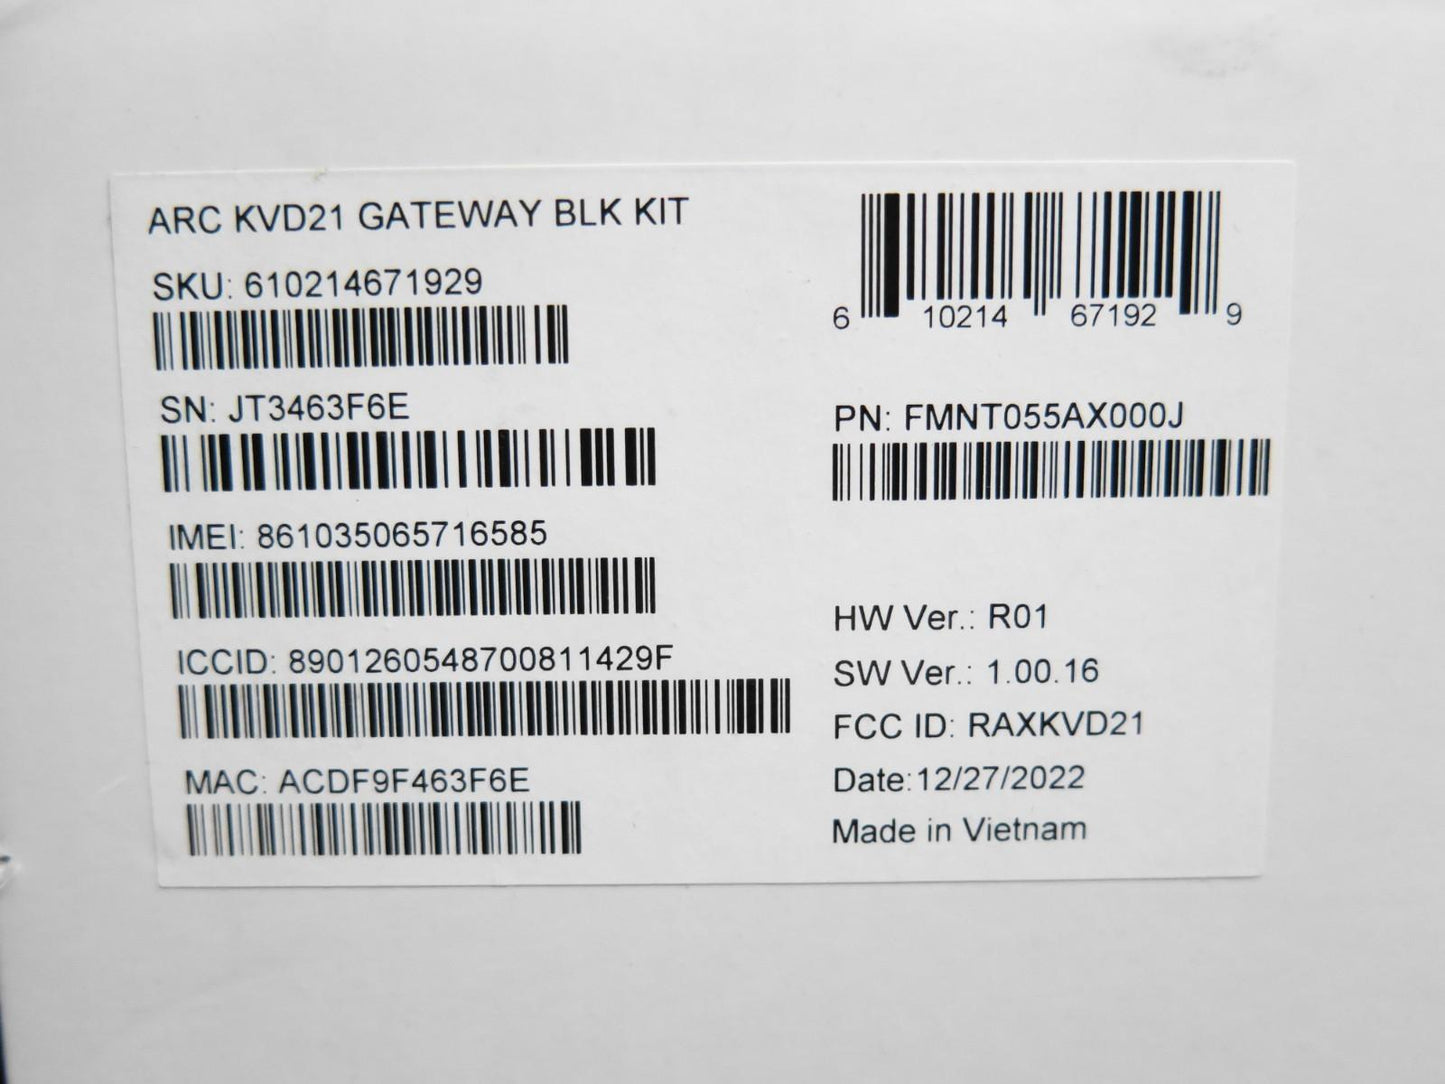 ARC KVD21 GATEWAY BLK KIT
SKU: 610214671929
SN: JT3463F6E
IMEI: 861035065716585
ICCID: 8901260548700811429F
MAC: ACDF9F463F6E
6 10214 67192 9
PN: FMNT055AX000J
HW Ver.: R01
SW Ver.: 1.00.16
FCC ID: RAXKVD21
Date:12/27/2022
Made in Vietnam